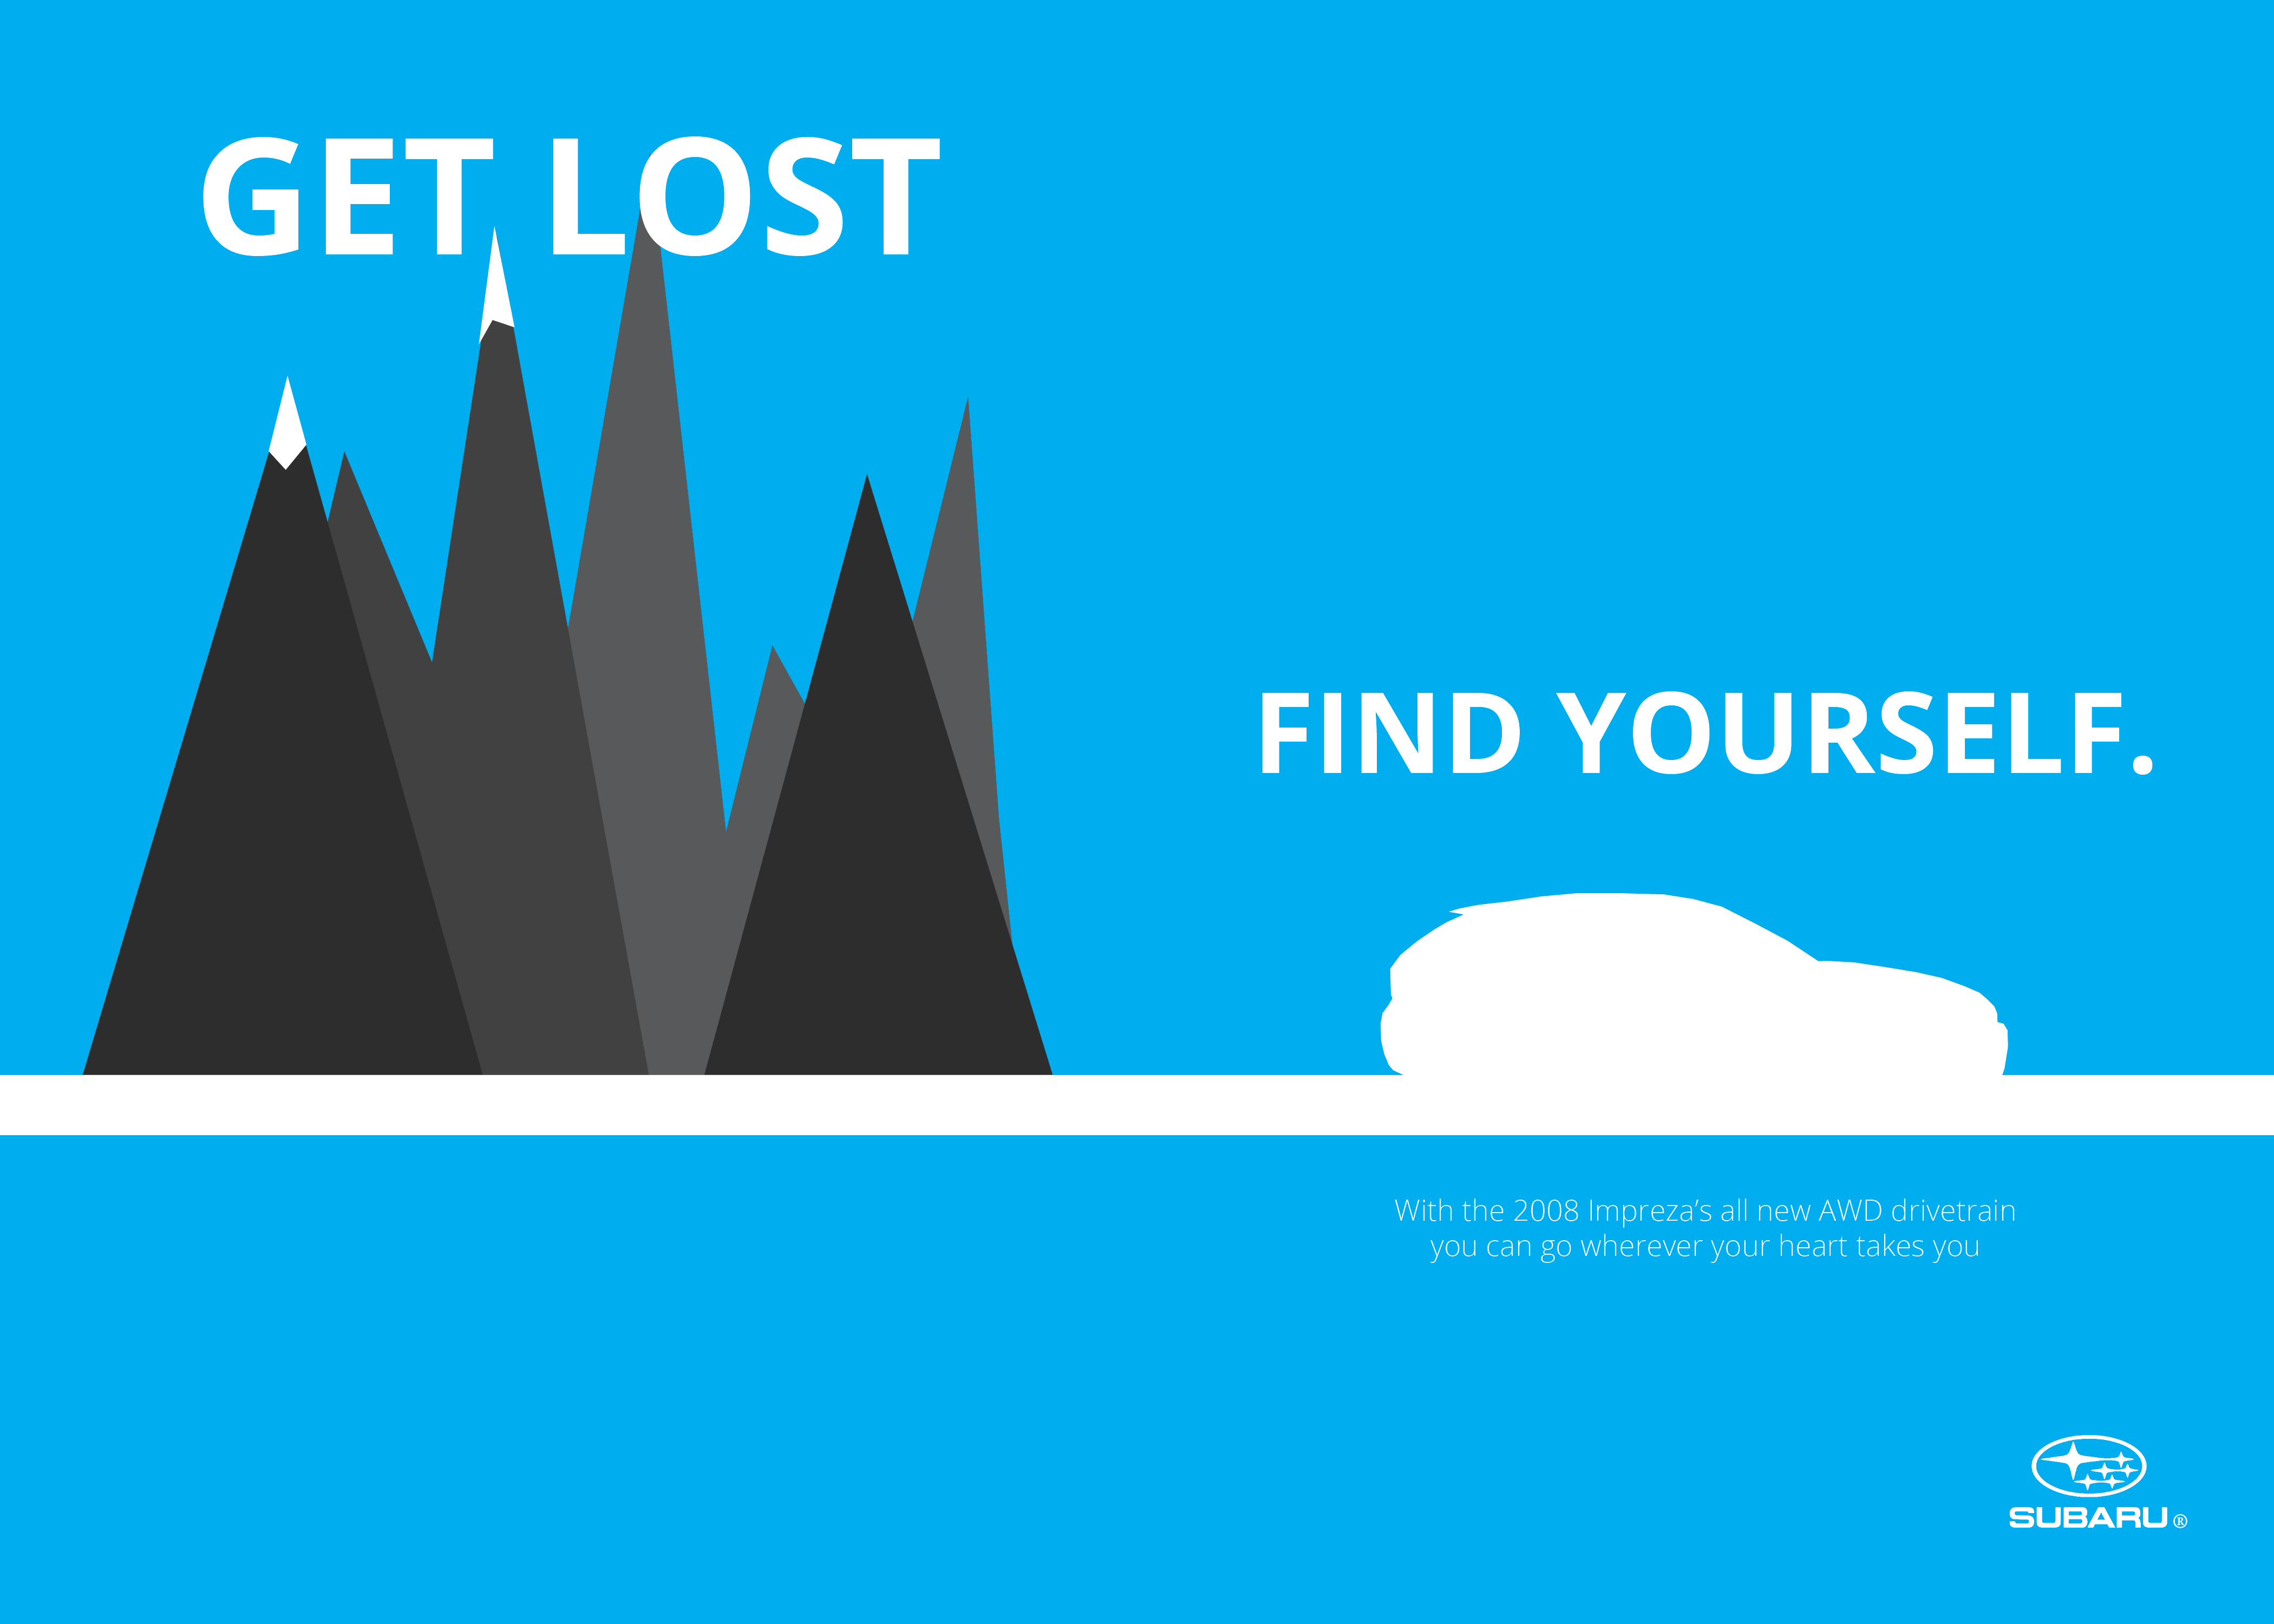 GET LOST
FIND YOURSELF.
With the 2008 Impreza’s all new AWD drivetrain
you can go wherever your heart takes you
SUBARU®